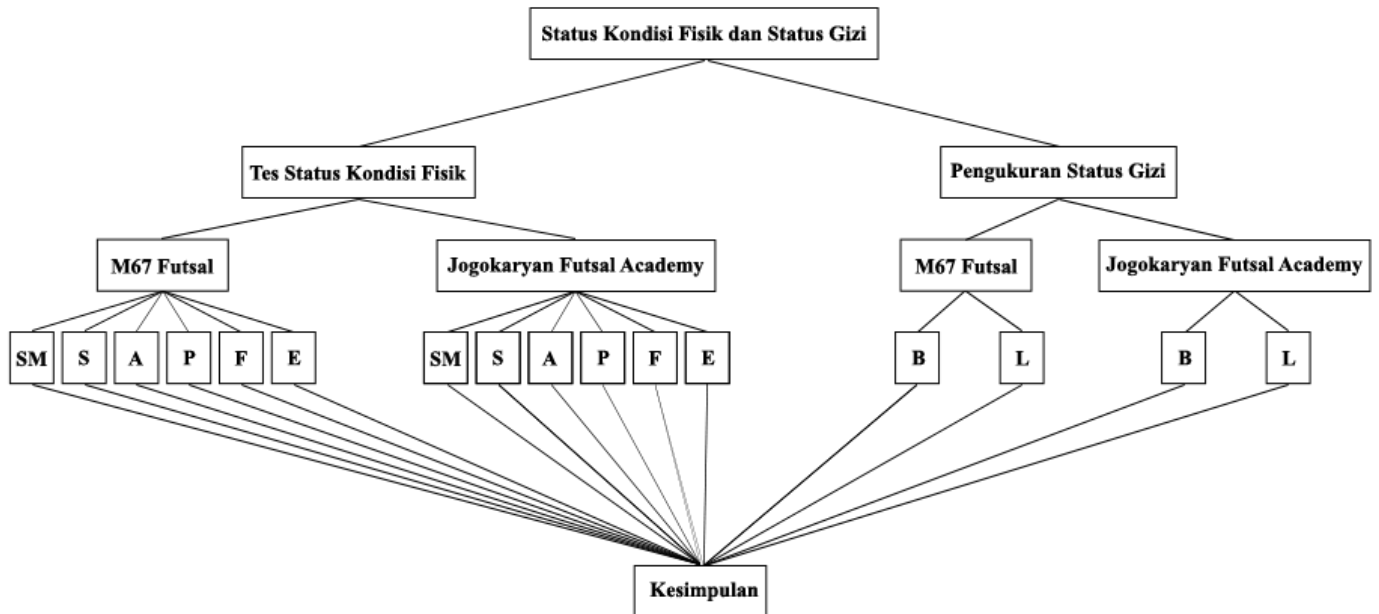 Status Kondisi Fisik dan Status Gizi
Tes Status Kondisi Fisik
Pengukuran Status Gizi
M67 Futsal
Jogokaryan Futsal Academy
M67 Futsal
Jogokaryan Futsal Academy
SM
S
A
P
F
E
SM
S
A
P
F
E
B
L
B
L
Kesimpulan